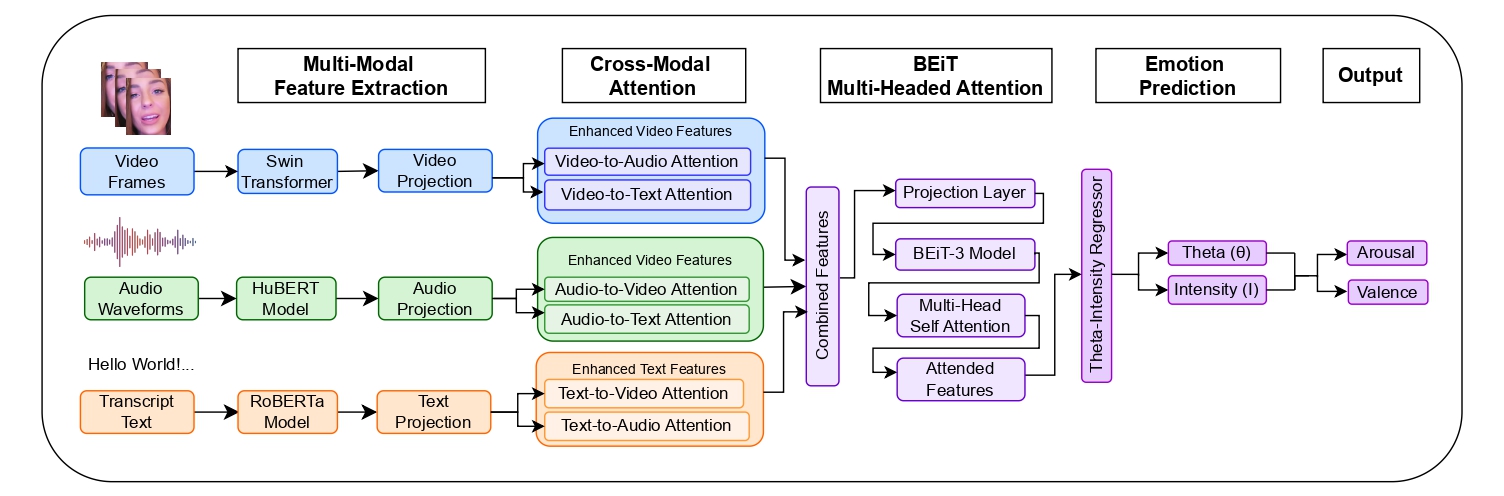 Multi-Modal
Feature Extraction
Cross-Modal
Attention
BEiT
Multi-Headed Attention
Emotion
Prediction
Output
Video
Frames
Swin
Transformer
Video
Projection
Enhanced Video Features
Video-to-Audio Attention
Video-to-Text Attention
Audio
Waveforms
HuBERT
Model
Audio
Projection
Enhanced Video Features
Audio-to-Video Attention
Audio-to-Text Attention
Hello World!...
Transcript
Text
RoBERTa
Model
Text
Projection
Enhanced Text Features
Text-to-Video Attention
Text-to-Audio Attention
Combined Features
Projection Layer
BEiT-3 Model
Multi-Head
Self Attention
Attended
Features
Theta-Intensity Regressor
Theta (θ)
Intensity (I)
Arousal
Valence